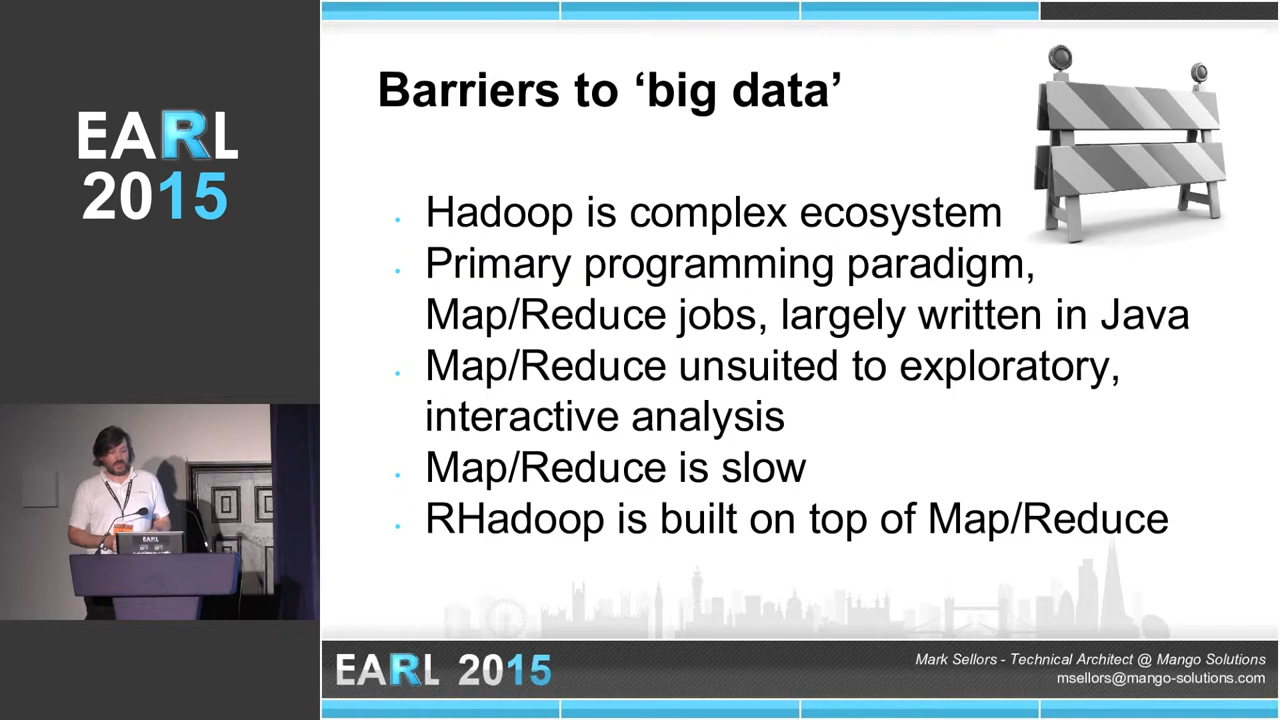 EARL
2015
Barriers to ‘big data’
Hadoop is complex ecosystem
Primary programming paradigm,
Map/Reduce jobs, largely written in Java
Map/Reduce unsuited to exploratory,
interactive analysis
Map/Reduce is slow
RHadoop is built on top of Map/Reduce
EARL
EARL 2015
Mark Sellors - Technical Architect @ Mango Solutions
msellors@mango-solutions.com